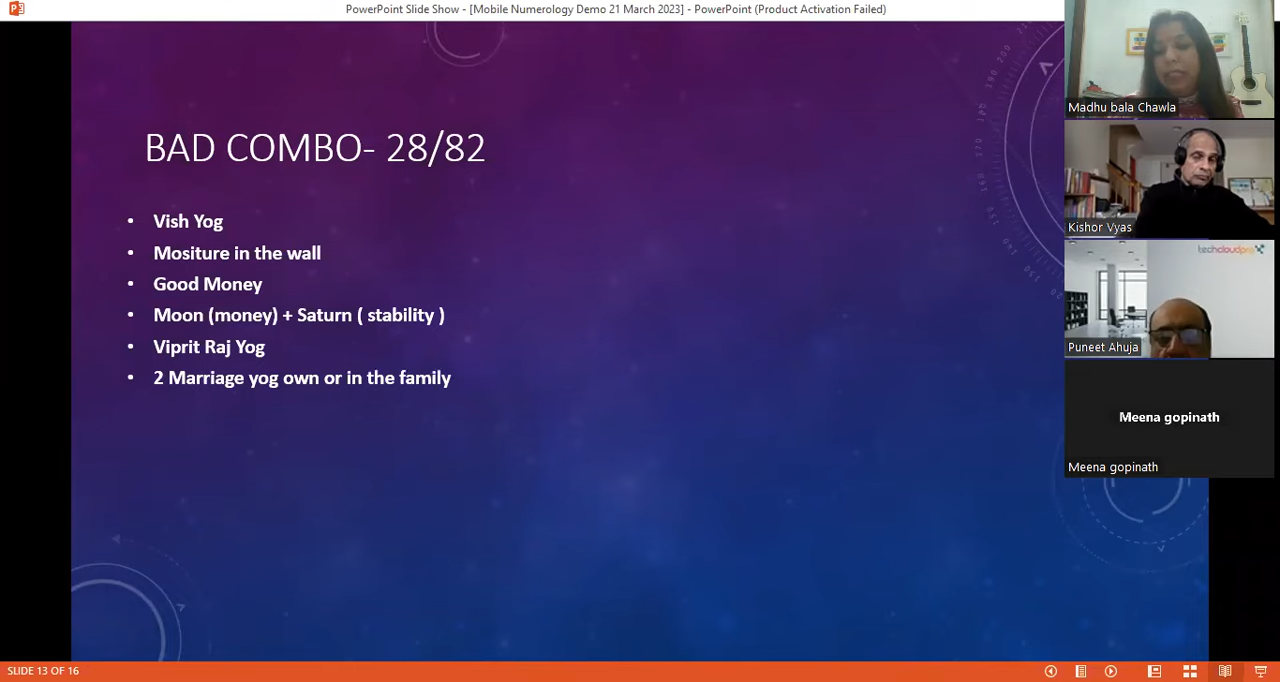 PowerPoint Slide Show - [Mobile Numerology Demo 21 March 2023] - PowerPoint (Product Activation Failed)
BAD COMBO- 28/82
• Vish Yog
• Mositure in the wall
• Good Money
• Moon (money) + Saturn ( stability )
• Viprit Raj Yog
• 2 Marriage yog own or in the family
Madhu bala Chawla
Kishor Vyas
techcloudpro
Puneet Ahuja
Meena gopinath
Meena gopinath
SLIDE 13 OF 16